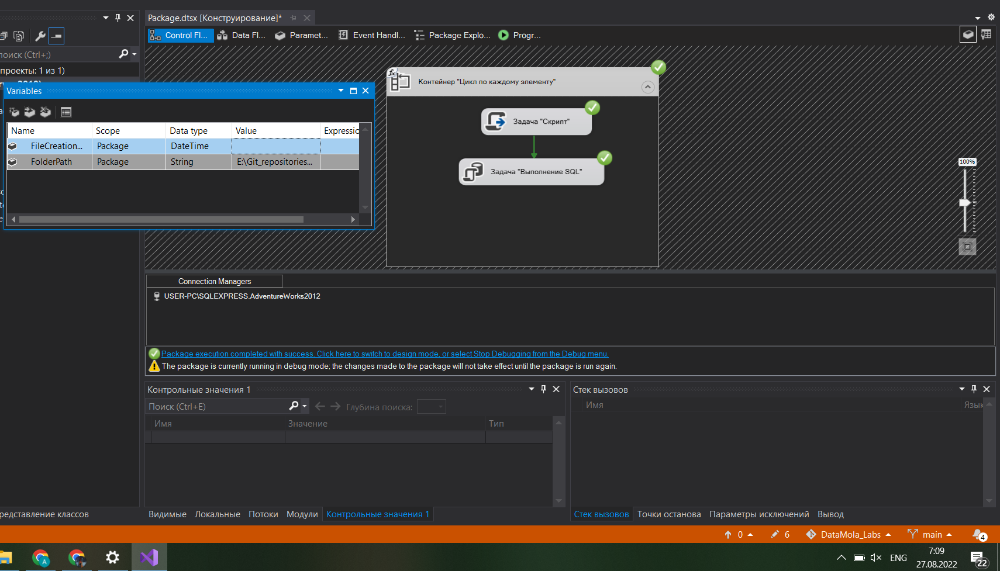 Package.dtsx [Конструирование]*
Control Fl...
Data Fl...
Paramet...
Event Handl...
Package Explo...
Progr...
поиск (Ctrl+;)
проекты: 1 из 1)
Variables
Name Scope Data type Value Expressic
FileCreation... Package DateTime
FolderPath Package String E:\Git_repositories...
fx
Контейнер "Цикл по каждому элементу"
Задача "Скрипт"
Задача "Выполнение SQL"
100%
Connection Managers
USER-PC\SQLEXPRESS.AdventureWorks2012
Package execution completed with success. Click here to switch to design mode, or select Stop Debugging from the Debug menu.
The package is currently running in debug mode; the changes made to the package will not take effect until the package is run again.
Контрольные значения 1
Поиск (Ctrl+E)
Глубина поиска:
Имя Значение Тип
Стек вызовов
Имя Язык
редставление классов
Видимые Локальные Потоки Модули Контрольные значения 1
Стек вызовов Точки останова Параметры исключений Вывод
0 6 DataMola_Labs main 4
A
ENG
7:09
27.08.2022
22